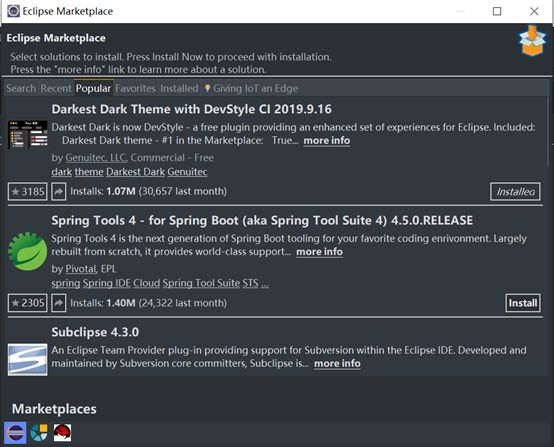 Eclipse Marketplace
Eclipse Marketplace
Select solutions to install. Press Install Now to proceed with installation.
Press the "more info" link to learn more about a solution.
Search Recent Popular Favorites Installed Giving IoT an Edge
Darkest Dark Theme with DevStyle CI 2019.9.16
Darkest Dark is now DevStyle - a free plugin providing an enhanced set of experiences for Eclipse. Included:
Darkest Dark theme - #1 in the Marketplace: True... more info
by Genuitec, LLC, Commercial - Free
dark theme Darkest Dark Genuitec
3185 Installs: 1.07M (30,657 last month) Installed
Spring Tools 4 - for Spring Boot (aka Spring Tool Suite 4) 4.5.0.RELEASE
Spring Tools 4 is the next generation of Spring Boot tooling for your favorite coding enrivonment. Largely
rebuilt from scratch, it provides world-class support... more info
by Pivotal, EPL
spring Spring IDE Cloud Spring Tool Suite STS ...
2305 Installs: 1.40M (24,322 last month) Install
Subclipse 4.3.0
An Eclipse Team Provider plug-in providing support for Subversion within the Eclipse IDE. Developed and
maintained by Subversion core committers, Subclipse is... more info
Marketplaces